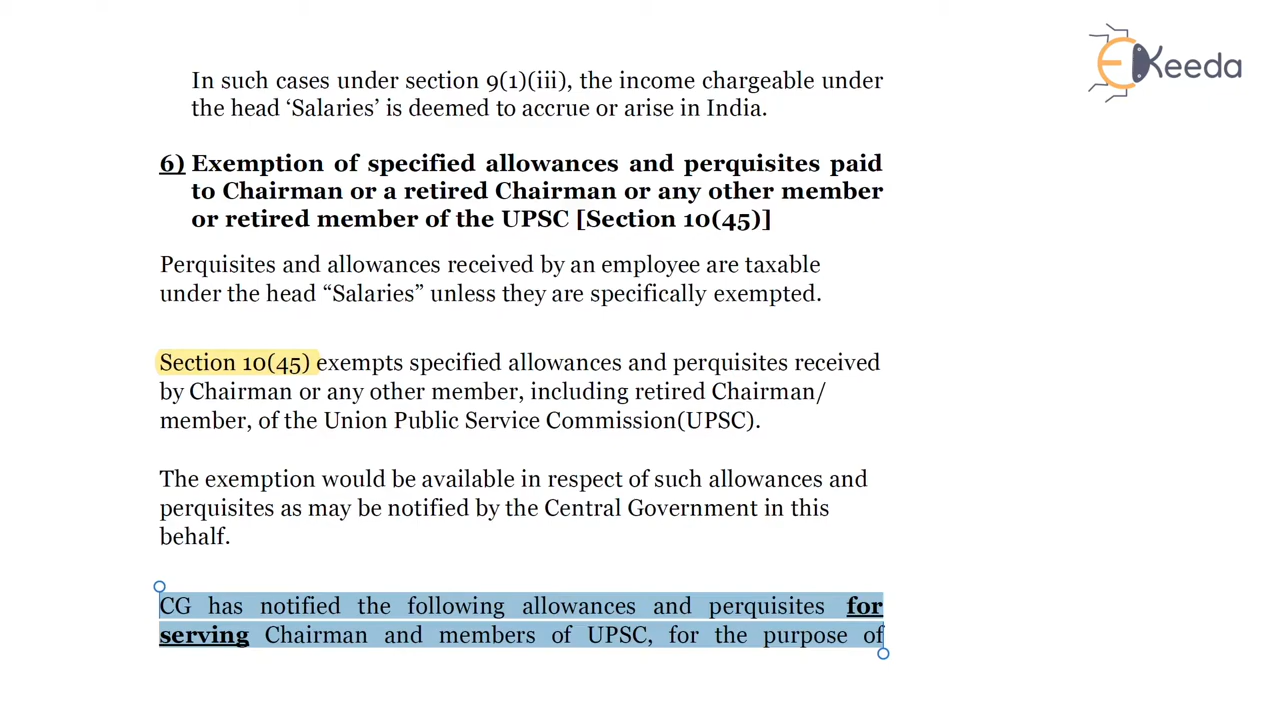 EKeeda
In such cases under section 9(1)(iii), the income chargeable under
the head ‘Salaries’ is deemed to accrue or arise in India.
6) Exemption of specified allowances and perquisites paid
to Chairman or a retired Chairman or any other member
or retired member of the UPSC [Section 10(45)]
Perquisites and allowances received by an employee are taxable
under the head “Salaries” unless they are specifically exempted.
Section 10(45) exempts specified allowances and perquisites received
by Chairman or any other member, including retired Chairman/
member, of the Union Public Service Commission(UPSC).
The exemption would be available in respect of such allowances and
perquisites as may be notified by the Central Government in this
behalf.
CG has notified the following allowances and perquisites for
serving Chairman and members of UPSC, for the purpose of